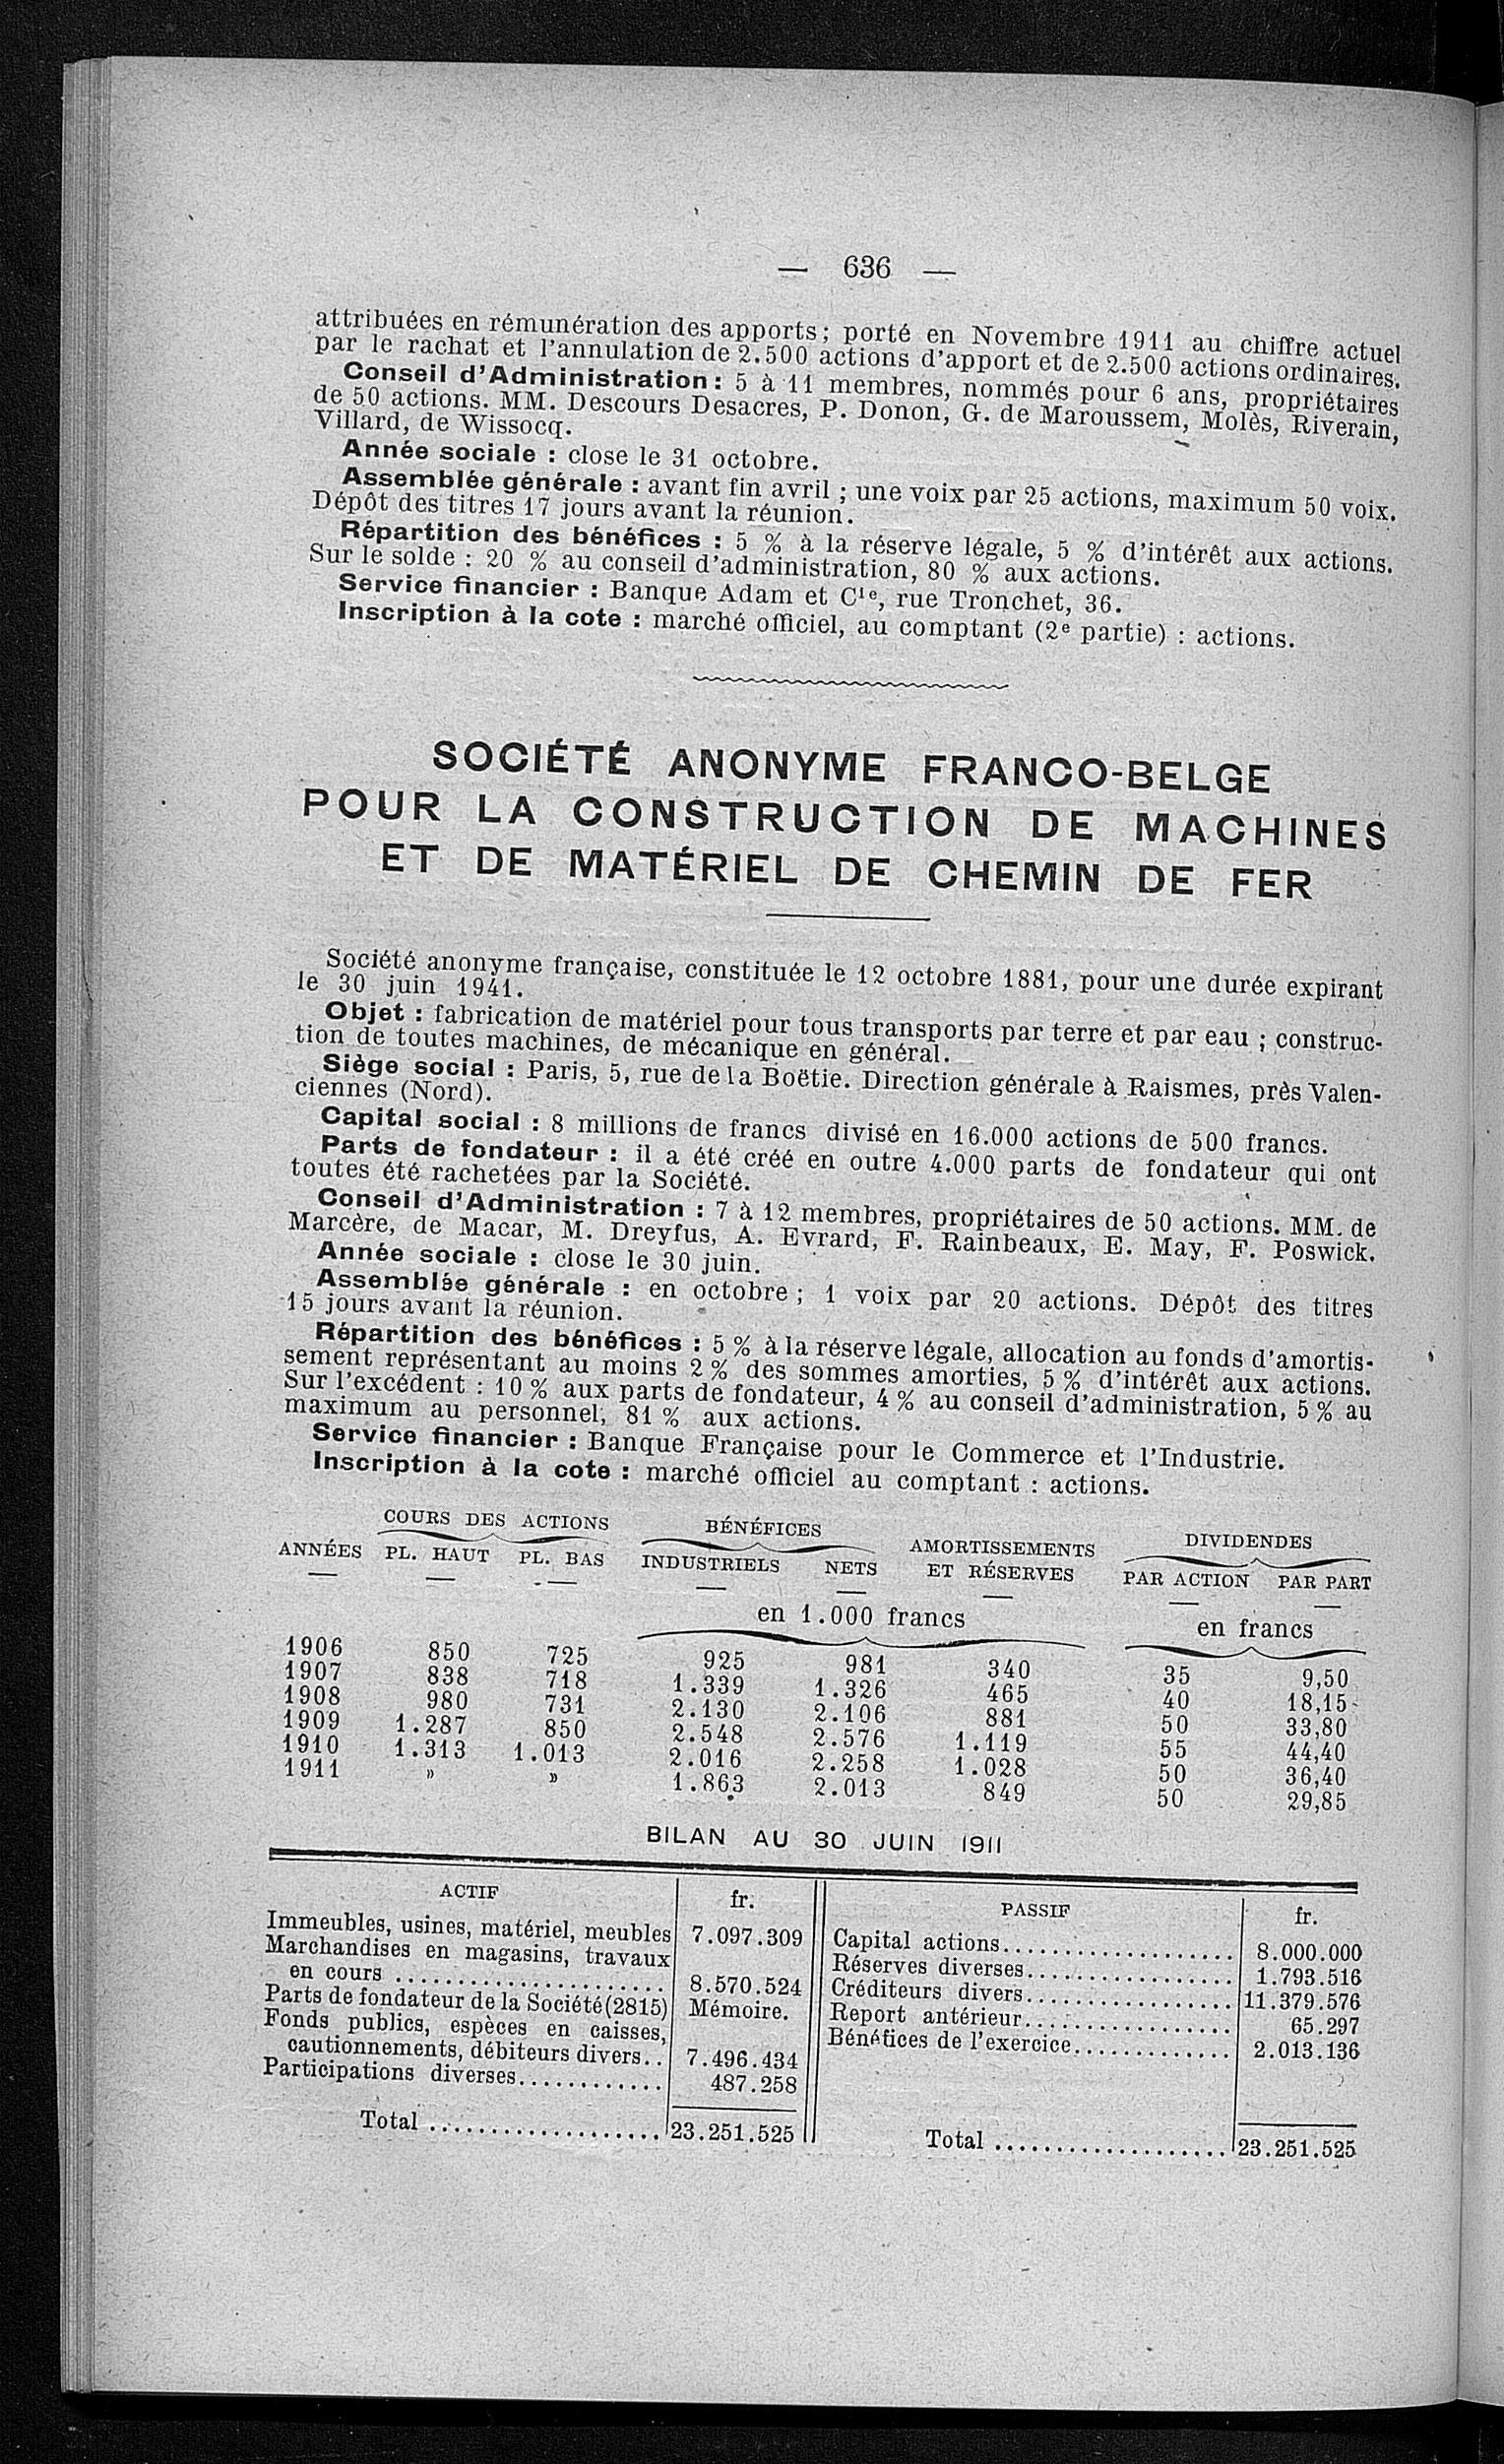 — 636 —
attribuées en rémunération des apports; porté en Novembre 1911 au chiffre actuel
par le rachat et l'annulation de 2.500 actions d'apport et de 2.500 actions ordinaires.
Conseil d'Administration : 5 à 11 membres, nommés pour 6 ans, propriétaires
de 50 actions. MM. Descours Desacres, P. Donon, G. de Maroussem, Molès, Riverain,
Villard, de Wissocq.
Année sociale : close le 31 octobre.
Assemblée générale : avant fin avril ; une voix par 25 actions, maximum 50 voix.
Dépôt des titres 17 jours avant la réunion.
Répartition des bénéfices : 5 % à la réserve légale, 5 % d'intérêt aux actions.
Sur le solde : 20 % au conseil d'administration, 80 % aux actions.
Service financier : Banque Adam et Cie, rue Tronchet, 36.
Inscription à la cote : marché officiel, au comptant (2e partie) : actions.
SOCIÉTÉ ANONYME FRANCO-BELGE
POUR LA CONSTRUCTION DE MACHINES
ET DE MATÉRIEL DE CHEMIN DE FER
Société anonyme française, constituée le 12 octobre 1881, pour une durée expirant
le 30 juin 1941.
Objet : fabrication de matériel pour tous transports par terre et par eau ; construc-
tion de toutes machines, de mécanique en général.
Siège social : Paris, 5, rue de la Boëtie. Direction générale à Raismes, près Valen-
ciennes (Nord).
Capital social : 8 millions de francs divisé en 16.000 actions de 500 francs.
Parts de fondateur : il a été créé en outre 4.000 parts de fondateur qui ont
toutes été rachetées par la Société.
Conseil d'Administration : 7 à 12 membres, propriétaires de 50 actions. MM. de
Marcère, de Macar, M. Dreyfus, A. Evrard, F. Rainbeaux, E. May, F. Poswick.
Année sociale : close le 30 juin.
Assemblée générale : en octobre ; 1 voix par 20 actions. Dépôt des titres
15 jours avant la réunion.
Répartition des bénéfices : 5 % à la réserve légale, allocation au fonds d'amortis-
sement représentant au moins 2 % des sommes amorties, 5 % d'intérêt aux actions.
Sur l'excédent : 10 % aux parts de fondateur, 4 % au conseil d'administration, 5 % au
maximum au personnel, 81 % aux actions.
Service financier : Banque Française pour le Commerce et l'Industrie.
Inscription à la cote : marché officiel au comptant : actions.
COURS DES ACTIONS BÉNÉFICES AMORTISSEMENTS DIVIDENDES
ANNÉES PL. HAUT PL. BAS INDUSTRIELS NETS ET RÉSERVES PAR ACTION PAR PART
en 1.000 francs en francs
1906 850 725 925 981 340 35 9,50
1907 838 718 1.339 1.326 465 40 18,15
1908 980 731 2.130 2.106 881 50 33,80
1909 1.287 850 2.548 2.576 1.119 55 44,40
1910 1.313 1.013 2.016 2.258 1.028 50 36,40
1911 » » 1.863 2.013 849 50 29,85
BILAN AU 30 JUIN 1911
ACTIF fr.
Immeubles, usines, matériel, meubles 7.097.309
Marchandises en magasins, travaux
en cours ...................... 8.570.524
Parts de fondateur de la Société (2815) Mémoire.
Fonds publics, espèces en caisses,
cautionnements, débiteurs divers.. 7.496.434
Participations diverses............ 487.258
Total ................... 23.251.525
PASSIF fr.
Capital actions................... 8.000.000
Réserves diverses................. 1.793.516
Créditeurs divers................. 11.379.576
Report antérieur................. 65.297
Bénéfices de l'exercice............. 2.013.136
Total ................... 23.251.525